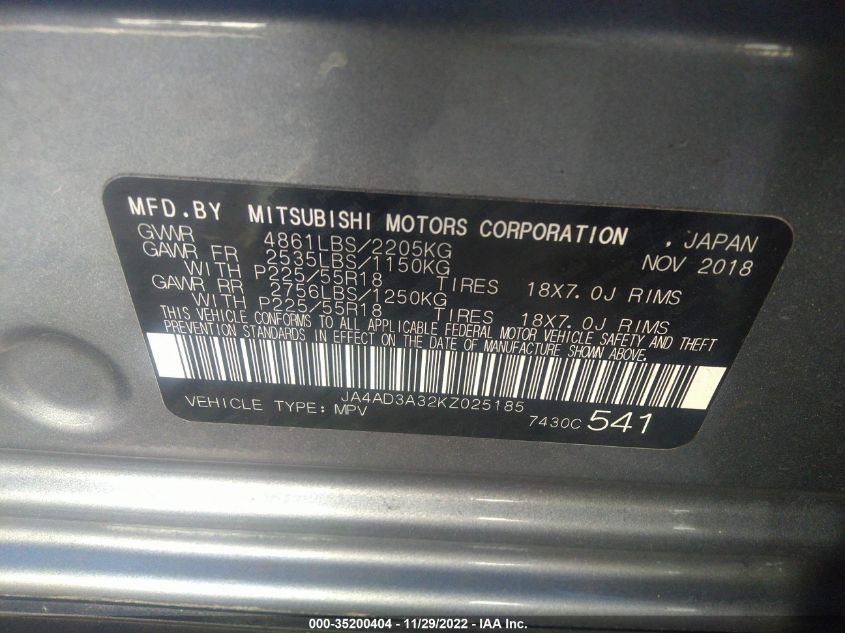 MFD.BY MITSUBISHI MOTORS CORPORATION , JAPAN
GWWR 4861LBS/2205KG NOV 2018
GAWR FR 2535LBS/1150KG
WITH P225/55R18 TIRES 18X7.0J RIMS
GAWR RR 2756LBS/1250KG
WITH P225/55R18 TIRES 18X7.0J RIMS
THIS VEHICLE CONFORMS TO ALL APPLICABLE FEDERAL MOTOR VEHICLE SAFETY AND THEFT
PREVENTION STANDARDS IN EFFECT ON THE DATE OF MANUFACTURE SHOWN ABOVE.
JA4AD3A32KZ025185
VEHICLE TYPE: MPV 7430C 541
000-35200404 - 11/29/2022 - IAA Inc.